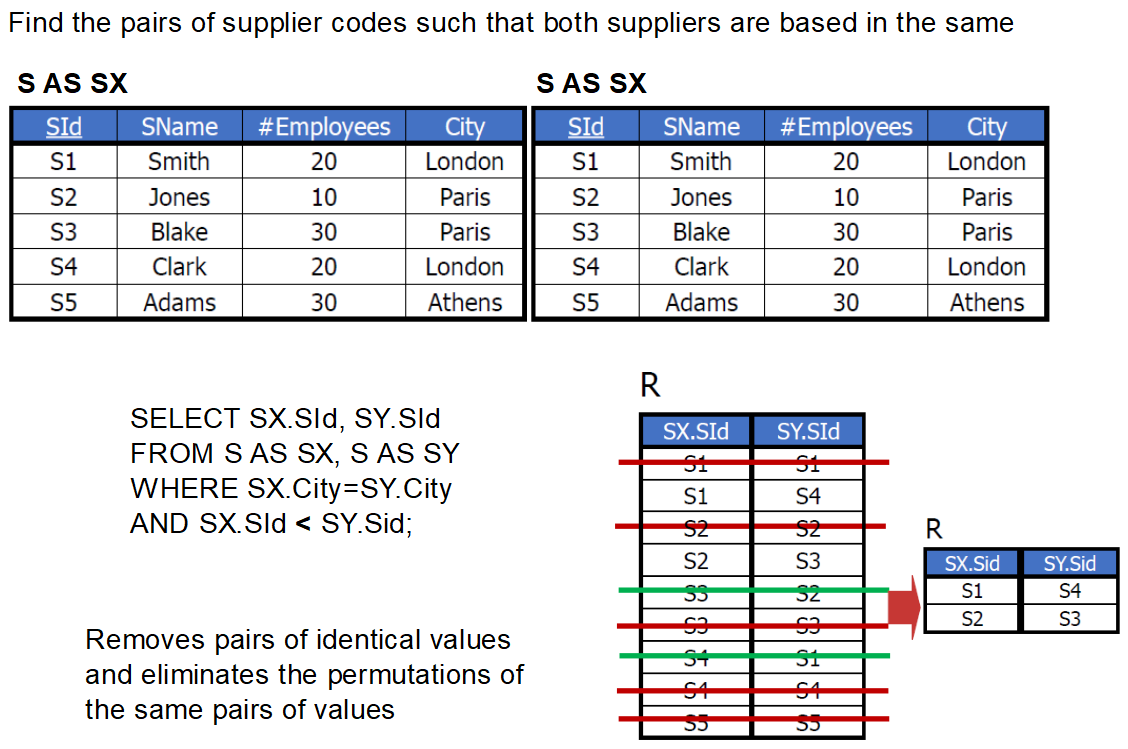 Find the pairs of supplier codes such that both suppliers are based in the same
S AS SX
SId SName #Employees City
S1 Smith 20 London
S2 Jones 10 Paris
S3 Blake 30 Paris
S4 Clark 20 London
S5 Adams 30 Athens
S AS SX
SId SName #Employees City
S1 Smith 20 London
S2 Jones 10 Paris
S3 Blake 30 Paris
S4 Clark 20 London
S5 Adams 30 Athens
SELECT SX.SId, SY.SId
FROM S AS SX, S AS SY
WHERE SX.City=SY.City
AND SX.SId < SY.Sid;
Removes pairs of identical values
and eliminates the permutations of
the same pairs of values
R
SX.SId SY.SId
S1 S1
S1 S4
S2 S2
S2 S3
S3 S2
S3 S3
S4 S1
S4 S4
S5 S5
R
SX.Sid SY.Sid
S1 S4
S2 S3